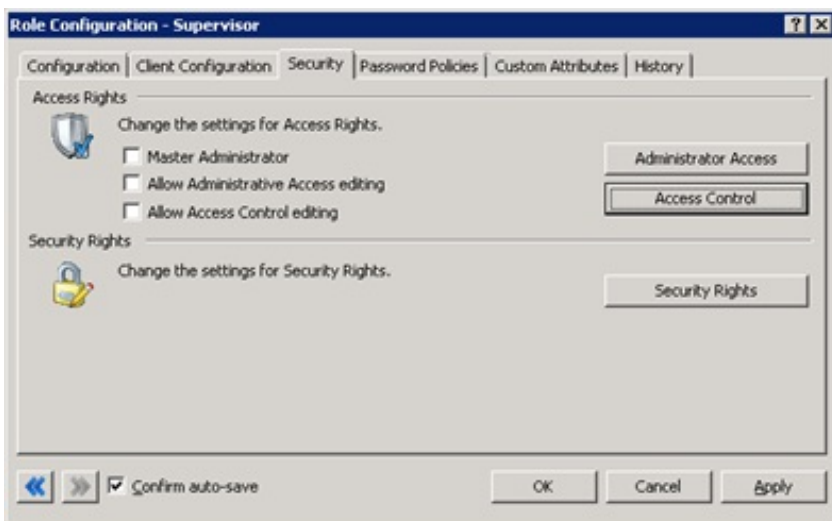 Role Configuration - Supervisor
Configuration Client Configuration Security Password Policies Custom Attributes History
Access Rights
Change the settings for Access Rights.
Master Administrator
Administrator Access
Allow Administrative Access editing
Access Control
Allow Access Control editing
Security Rights
Change the settings for Security Rights.
Security Rights
Confirm auto-save OK Cancel Apply